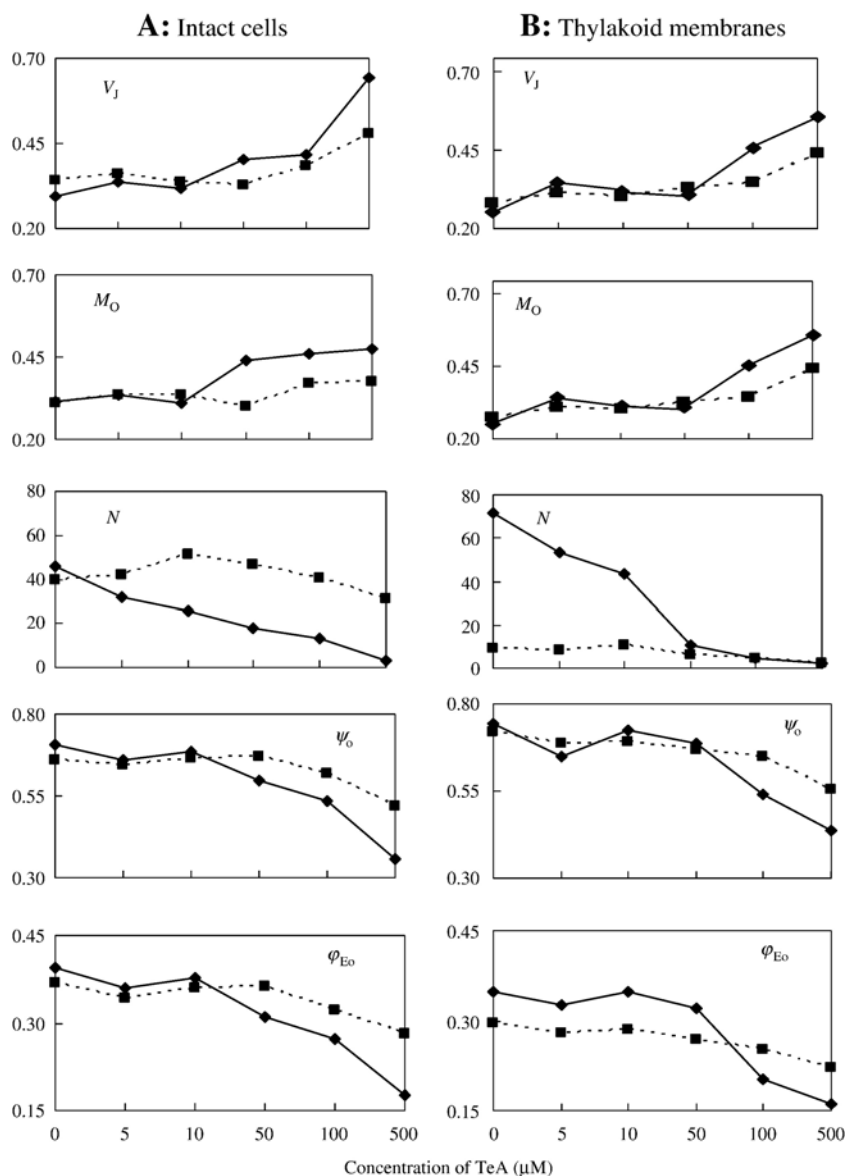 A: Intact cells
B: Thylakoid membranes
0.70
0.45
0.20
V_J
0.70
0.45
0.20
V_J
0.70
0.45
0.20
M_O
0.70
0.45
0.20
M_O
80
60
40
20
0
N
80
60
40
20
0
N
0.80
0.55
0.30
ψ_o
0.80
0.55
0.30
ψ_o
0.45
0.30
0.15
φ_Eo
0.45
0.30
0.15
φ_Eo
0 5 10 50 100 500
0 5 10 50 100 500
Concentration of TeA (µM)